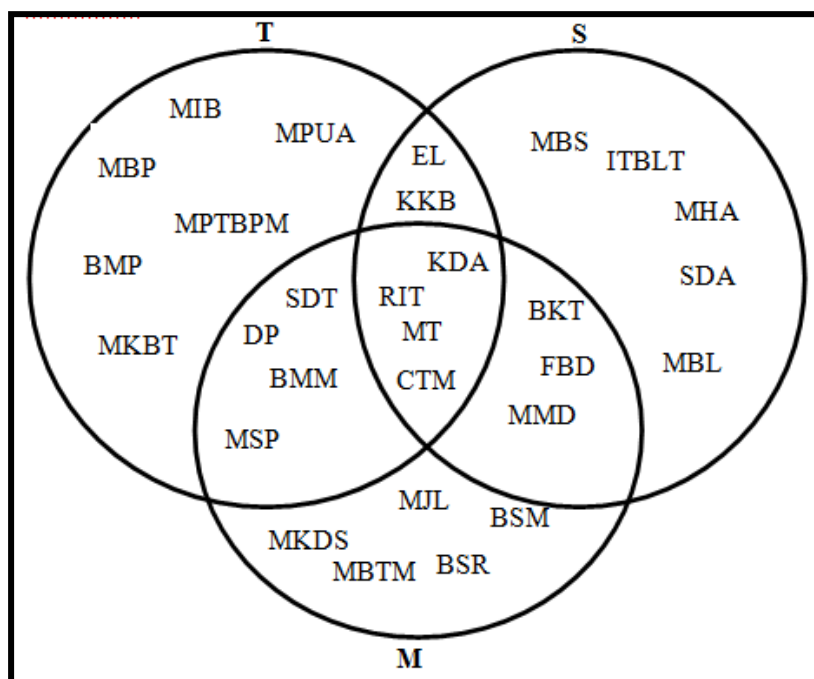 T
S
MIB
MPUA
MBS
EL
ITBLT
MBP
KKB
MHA
MPTBPM
BMP
KDA
SDA
SDT
RIT
BKT
DP
MT
MKBT
FBD
MBL
BMM
CTM
MMD
MSP
MJL
BSM
MKDS
MBTM
BSR
M